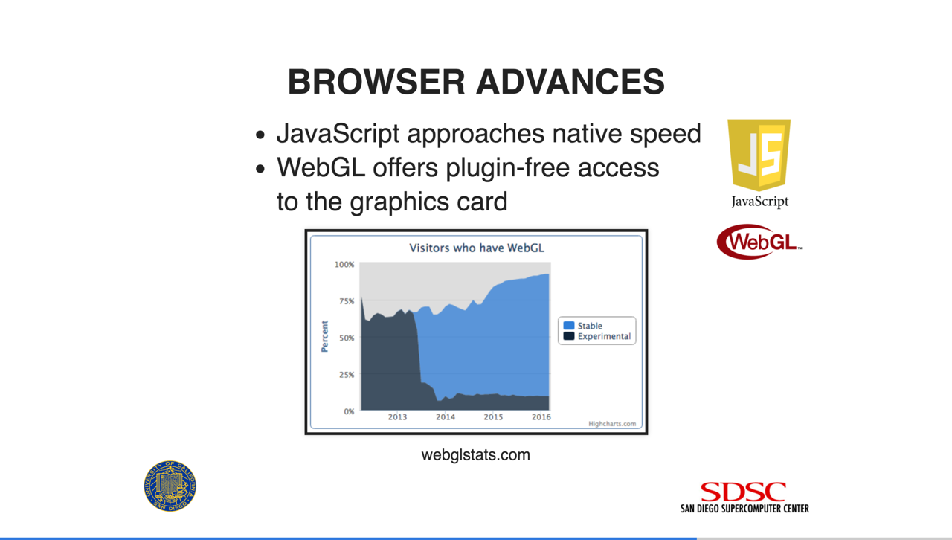 BROWSER ADVANCES
• JavaScript approaches native speed
• WebGL offers plugin-free access
to the graphics card
JS
JavaScript
WebGL™
Visitors who have WebGL
100%
75%
50%
25%
0%
Percent
2013 2014 2015 2016
Stable
Experimental
Highcharts.com
webglstats.com
SDSC
SAN DIEGO SUPERCOMPUTER CENTER